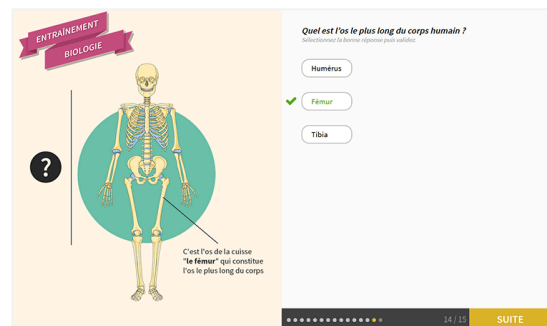 ENTRAÎNEMENT
BIOLOGIE
?
C'est l'os de la cuisse
"le fémur" qui constitue
l'os le plus long du corps
Quel est l'os le plus long du corps humain ?
Sélectionnez la bonne réponse puis validez.
Humérus
Fémur
Tibia
14 / 15
SUITE